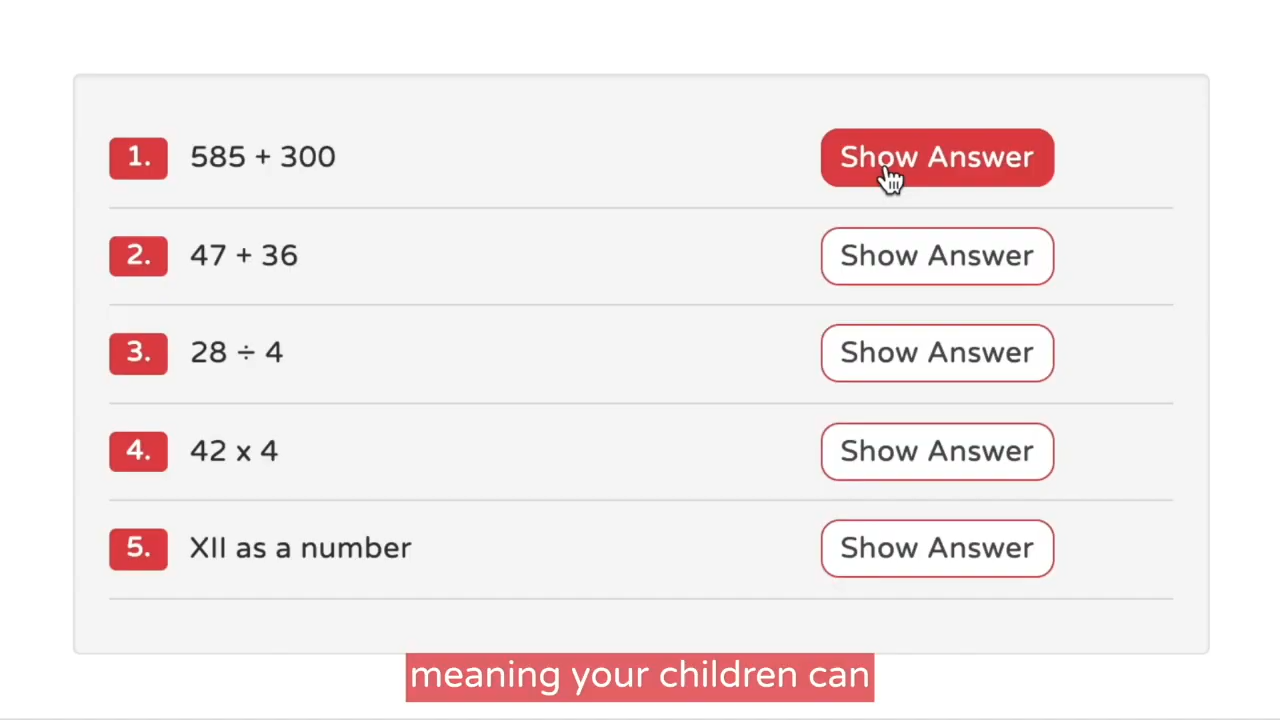 1. 585 + 300 Show Answer
2. 47 + 36 Show Answer
3. 28 ÷ 4 Show Answer
4. 42 x 4 Show Answer
5. XII as a number Show Answer
meaning your children can